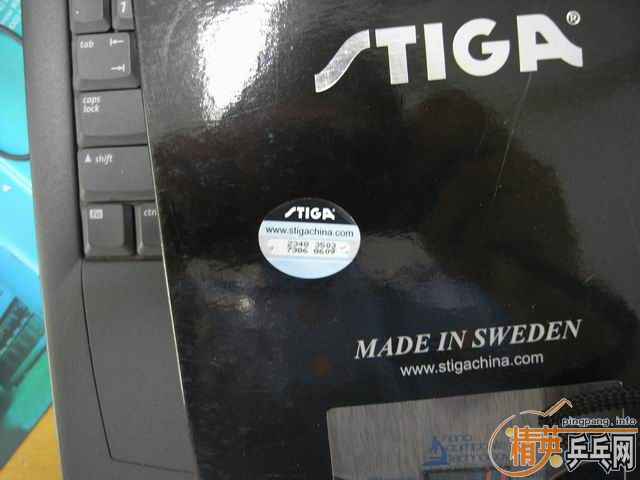 1
tab
caps
lock
shift
Fn
ctrl
STIGA®
STIGA
www.stigachina.com
2340 3503
7306 0609
MADE IN SWEDEN
www.stigachina.com
pingpang.info
精英乒乓网